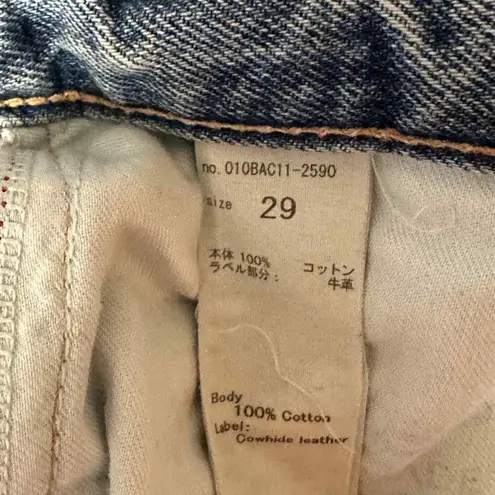 no. 010BAC11-2590
size 29
本体 100% コットン
ラベル部分: 牛革
Body
100% Cotton
Label:
Cowhide leather